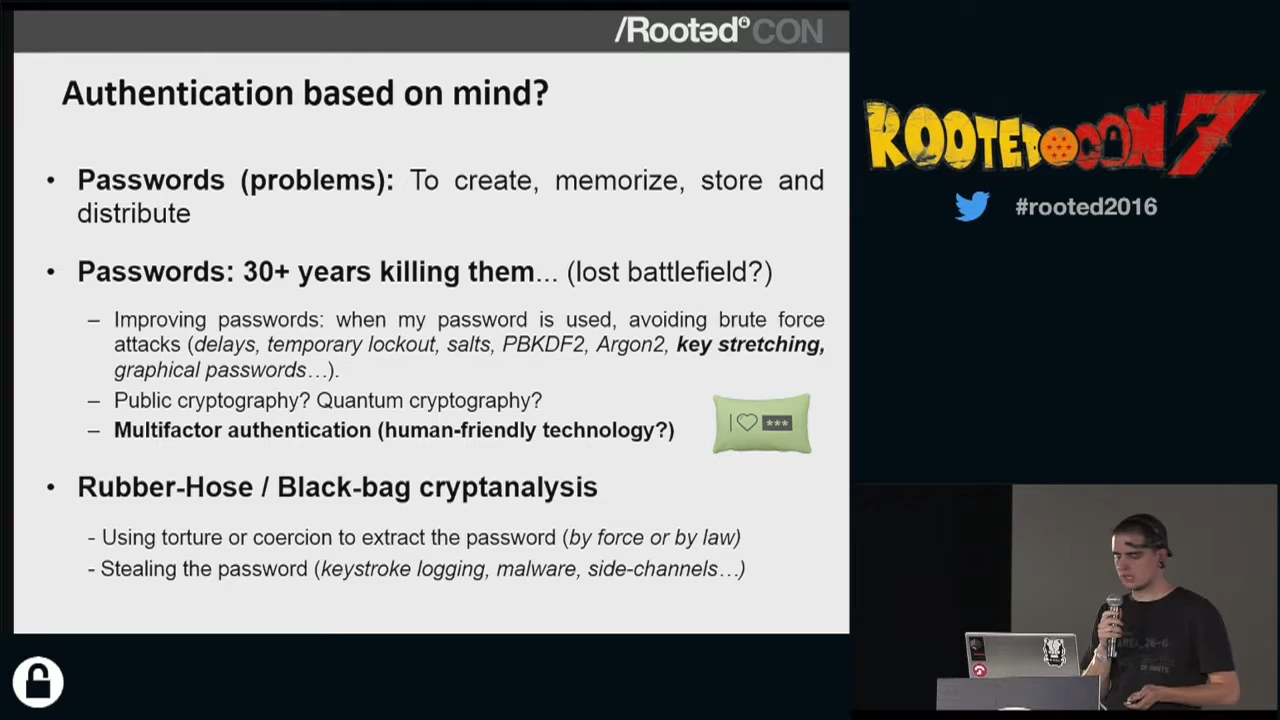 /Rootəd CON
Authentication based on mind?
• Passwords (problems): To create, memorize, store and
distribute
• Passwords: 30+ years killing them... (lost battlefield?)
– Improving passwords: when my password is used, avoiding brute force
attacks (delays, temporary lockout, salts, PBKDF2, Argon2, key stretching,
graphical passwords…).
– Public cryptography? Quantum cryptography?
– Multifactor authentication (human-friendly technology?)
I ♡ ***
• Rubber-Hose / Black-bag cryptanalysis
- Using torture or coercion to extract the password (by force or by law)
- Stealing the password (keystroke logging, malware, side-channels…)
ROOTEDCON 7
#rooted2016